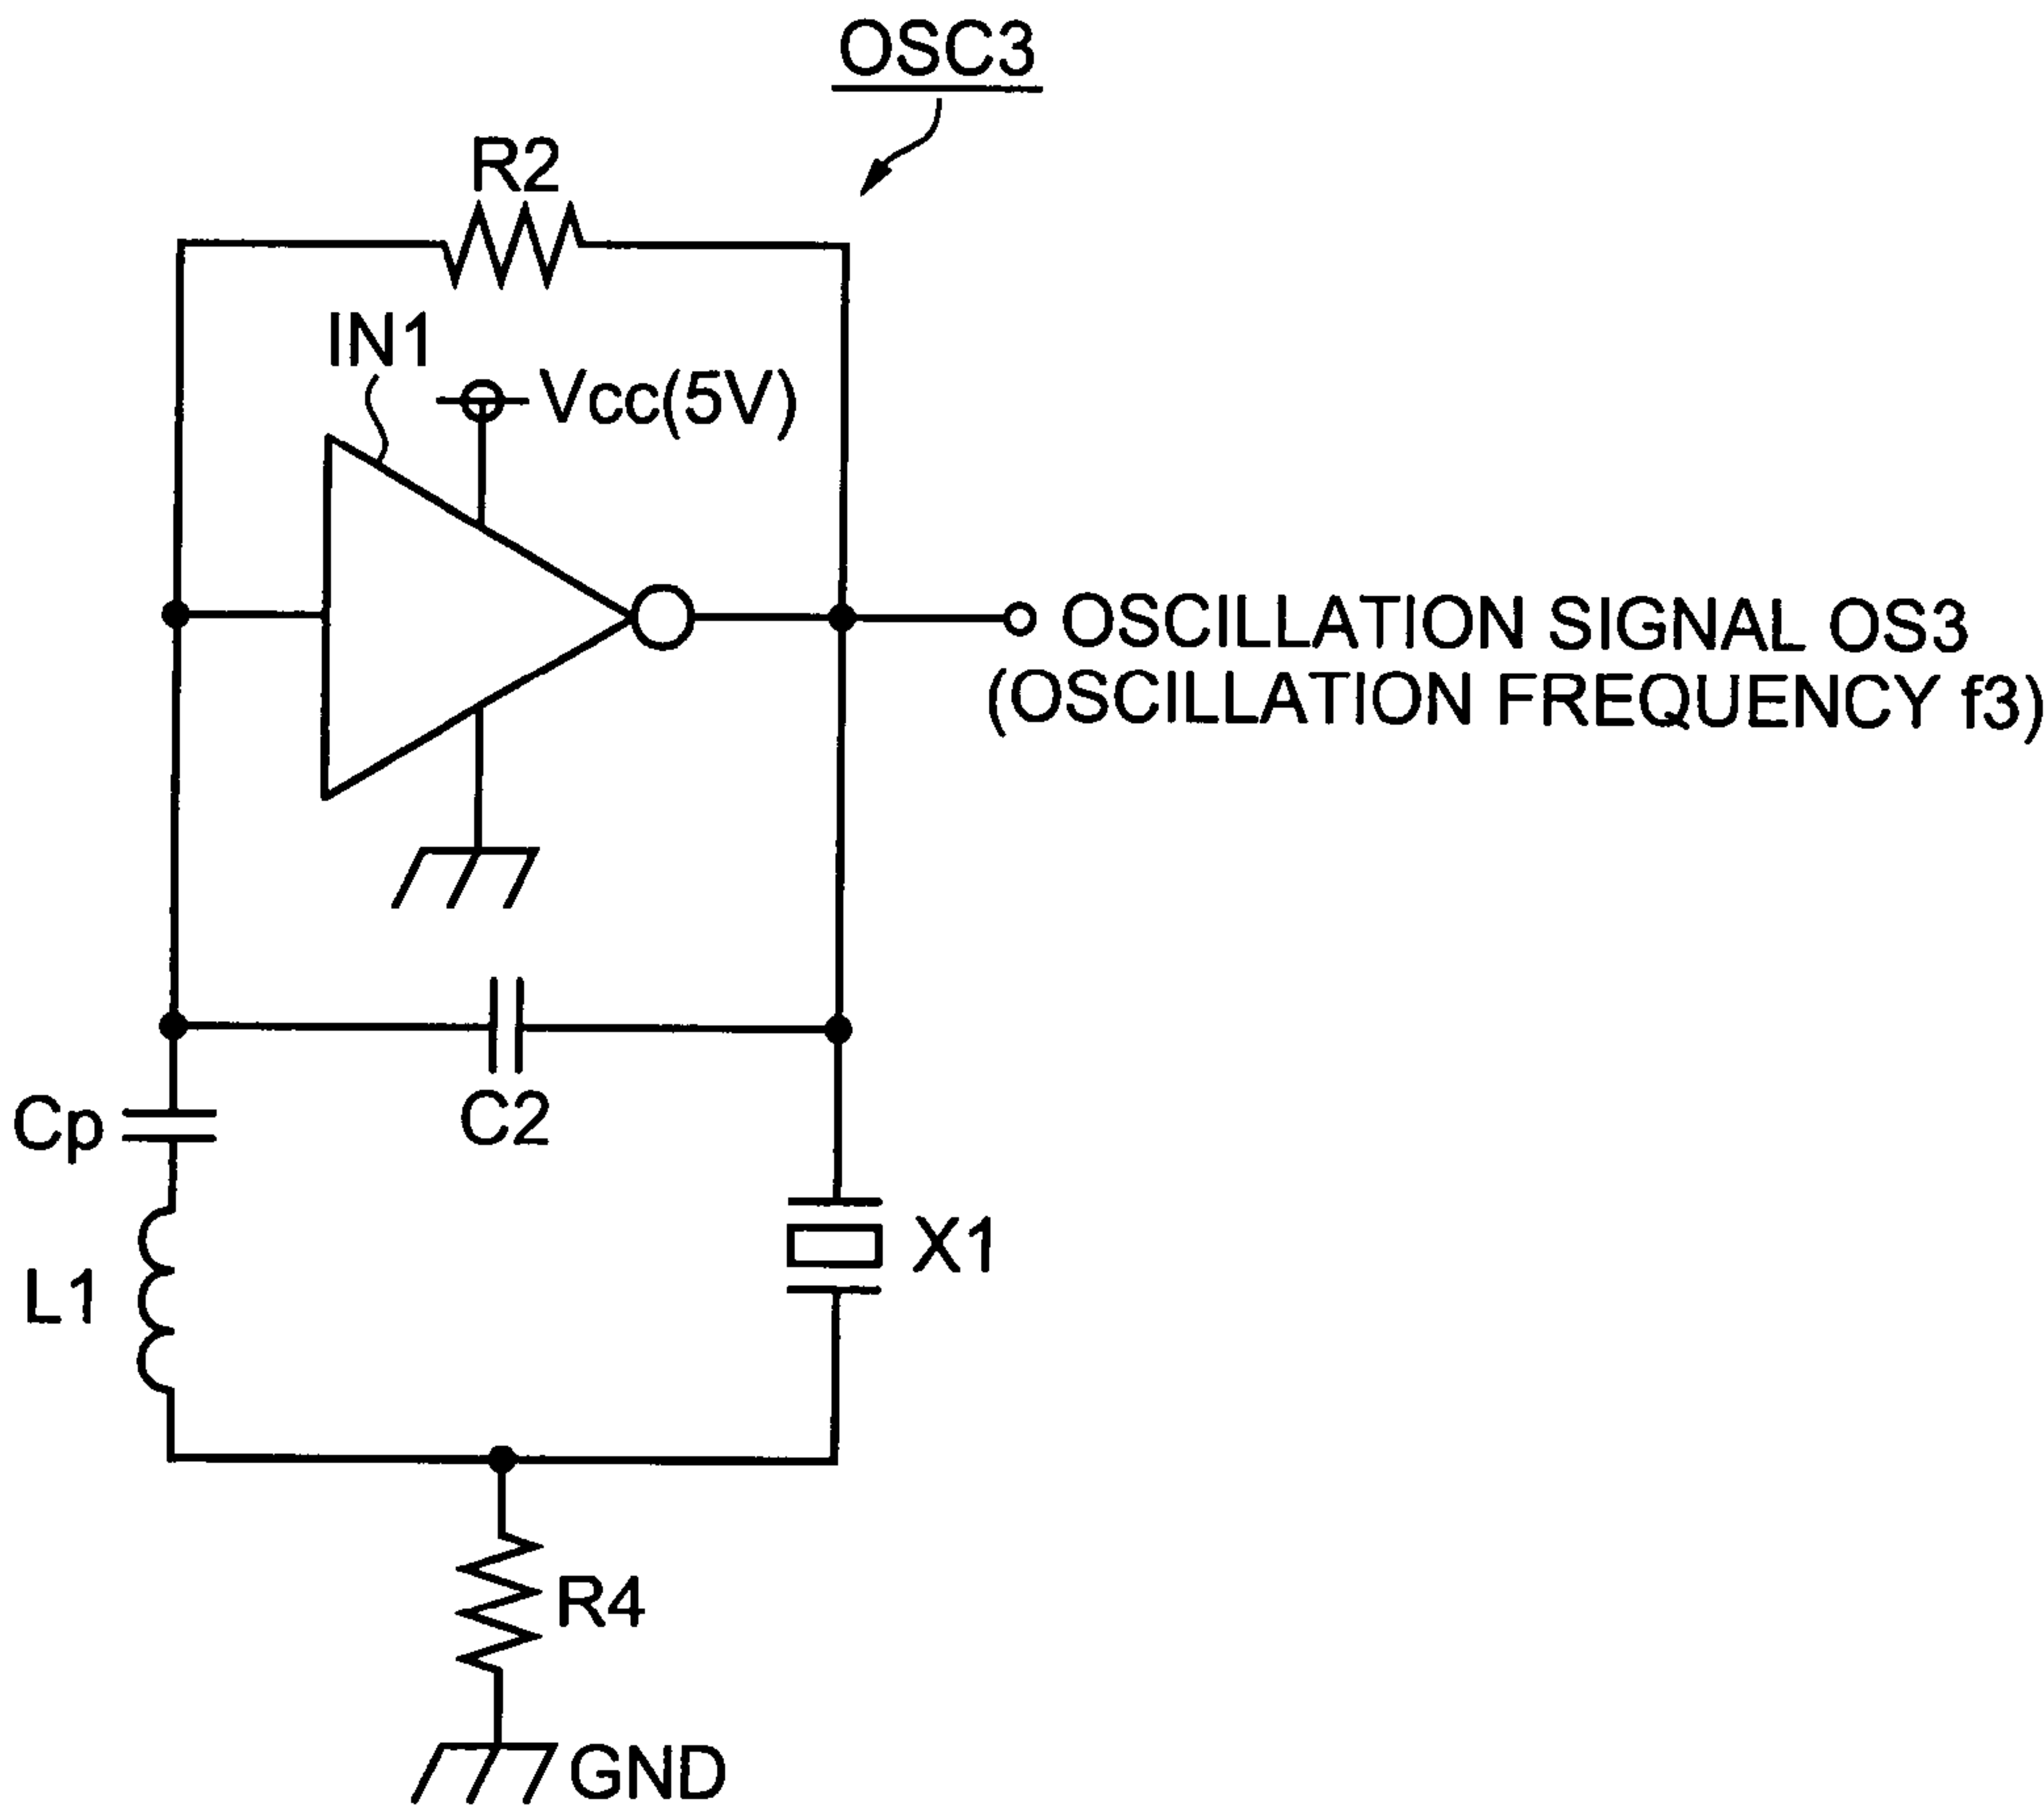 OSC3
R2
IN1
Vcc(5V)
OSCILLATION SIGNAL OS3
(OSCILLATION FREQUENCY f3)
Cp
C2
L1
X1
R4
GND